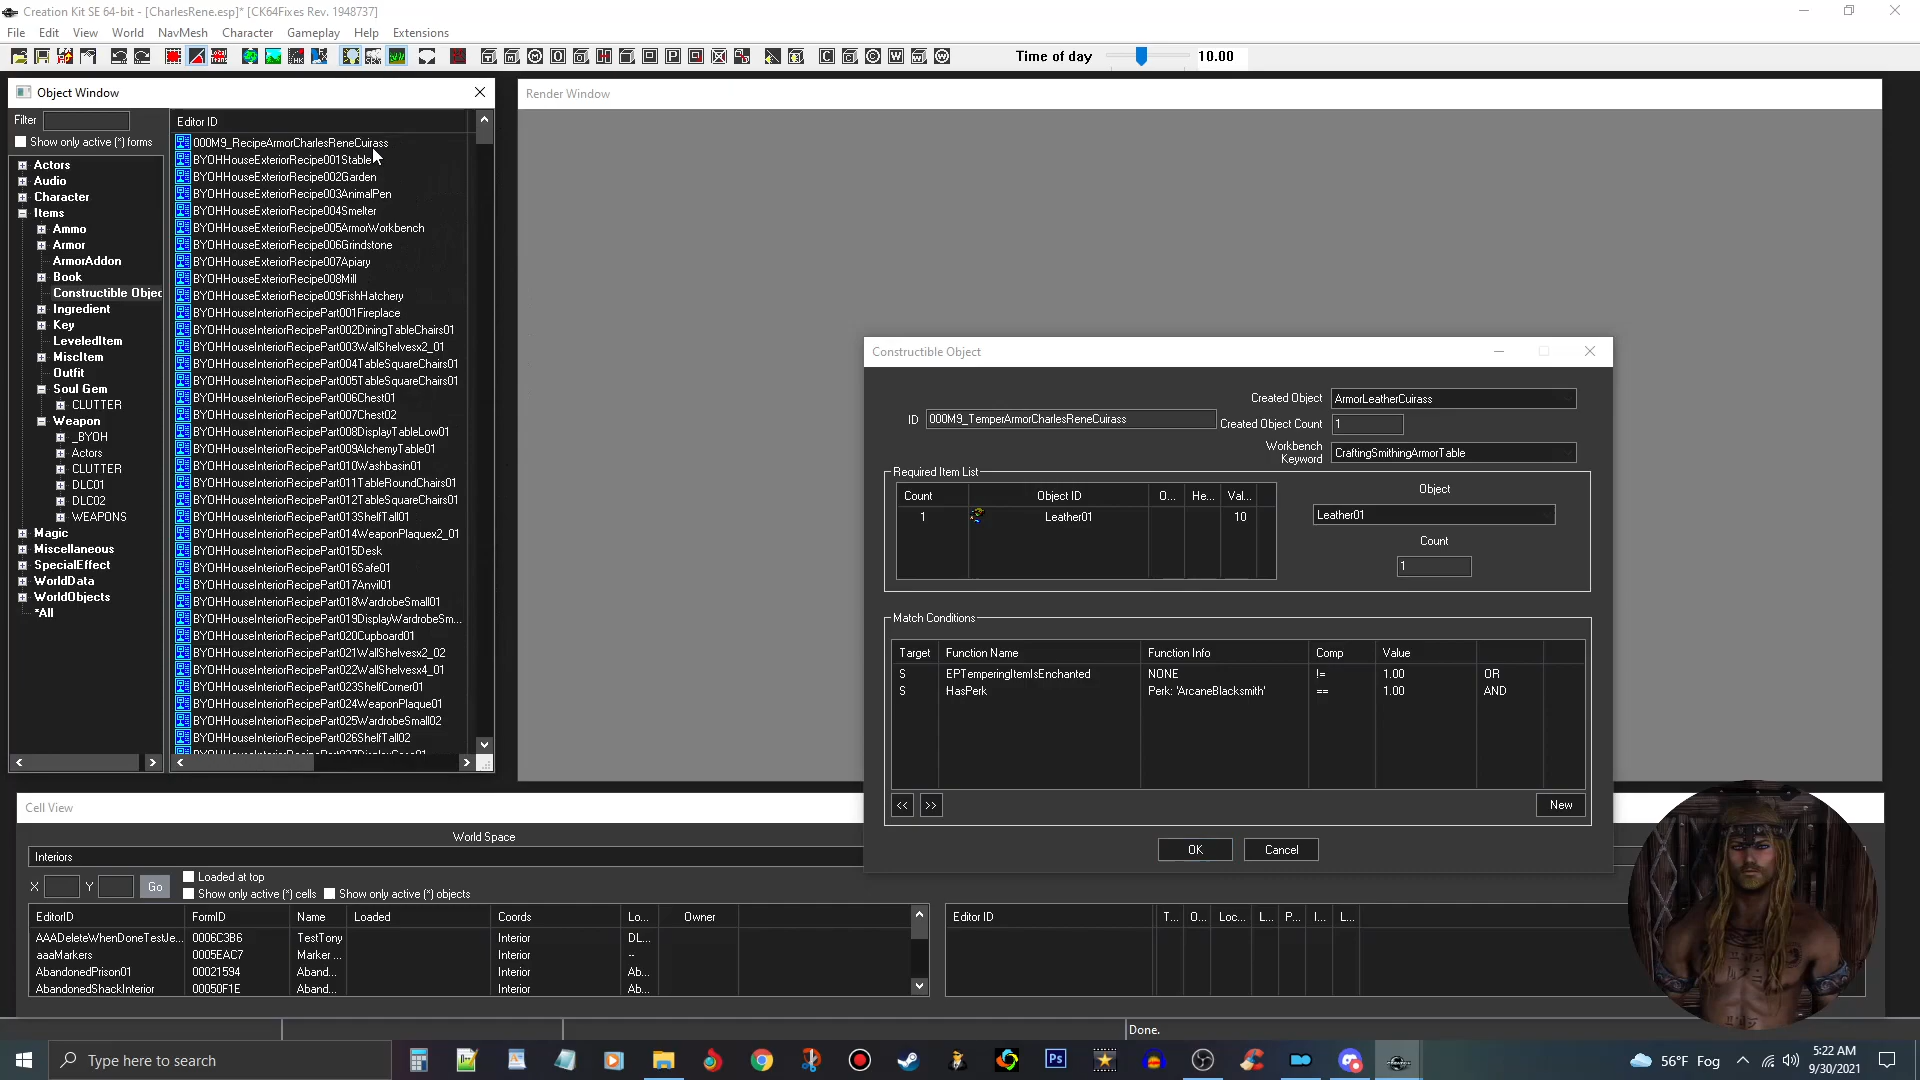 Creation Kit SE 64-bit - [CharlesRene.esp]* [CK64Fixes Rev. 1948737]
File Edit View World NavMesh Character Gameplay Help Extensions
Time of day 10.00
Object Window
Filter
Show only active (*) forms
Actors
Audio
Character
Items
Ammo
Armor
ArmorAddon
Book
Constructible Objec
Ingredient
Key
LeveledItem
MiscItem
Outfit
Soul Gem
CLUTTER
Weapon
_BYOH
Actors
CLUTTER
DLC01
DLC02
WEAPONS
Magic
Miscellaneous
SpecialEffect
WorldData
WorldObjects
*All
Editor ID
000M9_RecipeArmorCharlesReneCuirass
BYOHHouseExteriorRecipe001Stable
BYOHHouseExteriorRecipe002Garden
BYOHHouseExteriorRecipe003AnimalPen
BYOHHouseExteriorRecipe004Smelter
BYOHHouseExteriorRecipe005ArmorWorkbench
BYOHHouseExteriorRecipe006Grindstone
BYOHHouseExteriorRecipe007Apiary
BYOHHouseExteriorRecipe008Mill
BYOHHouseExteriorRecipe009FishHatchery
BYOHHouseInteriorRecipePart001Fireplace
BYOHHouseInteriorRecipePart002DiningTableChairs01
BYOHHouseInteriorRecipePart003WallShelvesx2_01
BYOHHouseInteriorRecipePart004TableSquareChairs01
BYOHHouseInteriorRecipePart005TableSquareChairs01
BYOHHouseInteriorRecipePart006Chest01
BYOHHouseInteriorRecipePart007Chest02
BYOHHouseInteriorRecipePart008DisplayTableLow01
BYOHHouseInteriorRecipePart009AlchemyTable01
BYOHHouseInteriorRecipePart010Washbasin01
BYOHHouseInteriorRecipePart011TableRoundChairs01
BYOHHouseInteriorRecipePart012TableSquareChairs01
BYOHHouseInteriorRecipePart013ShelfTall01
BYOHHouseInteriorRecipePart014WeaponPlaquex2_01
BYOHHouseInteriorRecipePart015Desk
BYOHHouseInteriorRecipePart016Safe01
BYOHHouseInteriorRecipePart017Anvil01
BYOHHouseInteriorRecipePart018WardrobeSmall01
BYOHHouseInteriorRecipePart019DisplayWardrobeSm...
BYOHHouseInteriorRecipePart020Cupboard01
BYOHHouseInteriorRecipePart021WallShelvesx2_02
BYOHHouseInteriorRecipePart022WallShelvesx4_01
BYOHHouseInteriorRecipePart023ShelfCorner01
BYOHHouseInteriorRecipePart024WeaponPlaque01
BYOHHouseInteriorRecipePart025WardrobeSmall02
BYOHHouseInteriorRecipePart026ShelfTall02
Render Window
Constructible Object
ID 000M9_TemperArmorCharlesReneCuirass
Created Object ArmorLeatherCuirass
Created Object Count 1
Workbench Keyword CraftingSmithingArmorTable
Required Item List
Count Object ID O... He... Val...
1 Leather01 10
Object
Leather01
Count
1
Match Conditions
Target Function Name Function Info Comp Value
S EPTemperingItemIsEnchanted NONE != 1.00 OR
S HasPerk Perk: 'ArcaneBlacksmith' == 1.00 AND
<< >> New
OK Cancel
Cell View
World Space
Interiors
X Y Go
Loaded at top
Show only active (*) cells Show only active (*) objects
EditorID FormID Name Loaded Coords Lo... Owner
AAADeleteWhenDoneTestJe... 0006C3B6 TestTony Interior DL...
aaaMarkers 0005EAC7 Marker ... Interior --
AbandonedPrison01 00021594 Aband... Interior Ab...
AbandonedShackInterior 00050F1E Aband... Interior Ab...
Editor ID T... O... Loc... L... P... I... L...
Done.
Type here to search
Ps
56°F Fog
5:22 AM
9/30/2021